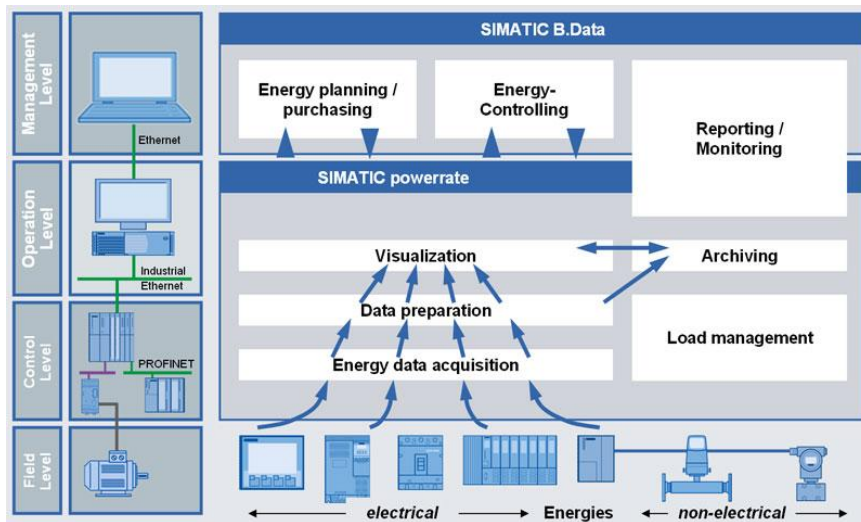 Management
Level
Ethernet
Operation
Level
Industrial
Ethernet
Control
Level
PROFINET
Field
Level
SIMATIC B.Data
Energy planning /
purchasing
Energy-
Controlling
Reporting /
Monitoring
SIMATIC powerrate
Visualization
Archiving
Data preparation
Load management
Energy data acquisition
electrical
Energies
non-electrical